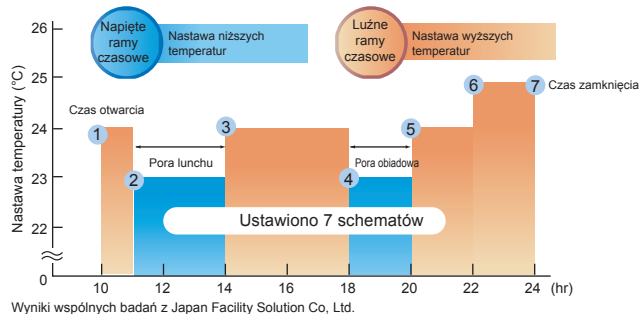 Napięte
ramy
czasowe
Nastawa niższych
temperatur
Luźne
ramy
czasowe
Nastawa wyższych
temperatur
Nastawa temperatury (°C)
26
25
24
23
22
0
Czas otwarcia
1
2
Pora lunchu
3
4
Pora obiadowa
5
6
7
Czas zamknięcia
Ustawiono 7 schematów
10
12
14
16
18
20
22
24
(hr)
Wyniki wspólnych badań z Japan Facility Solution Co, Ltd.